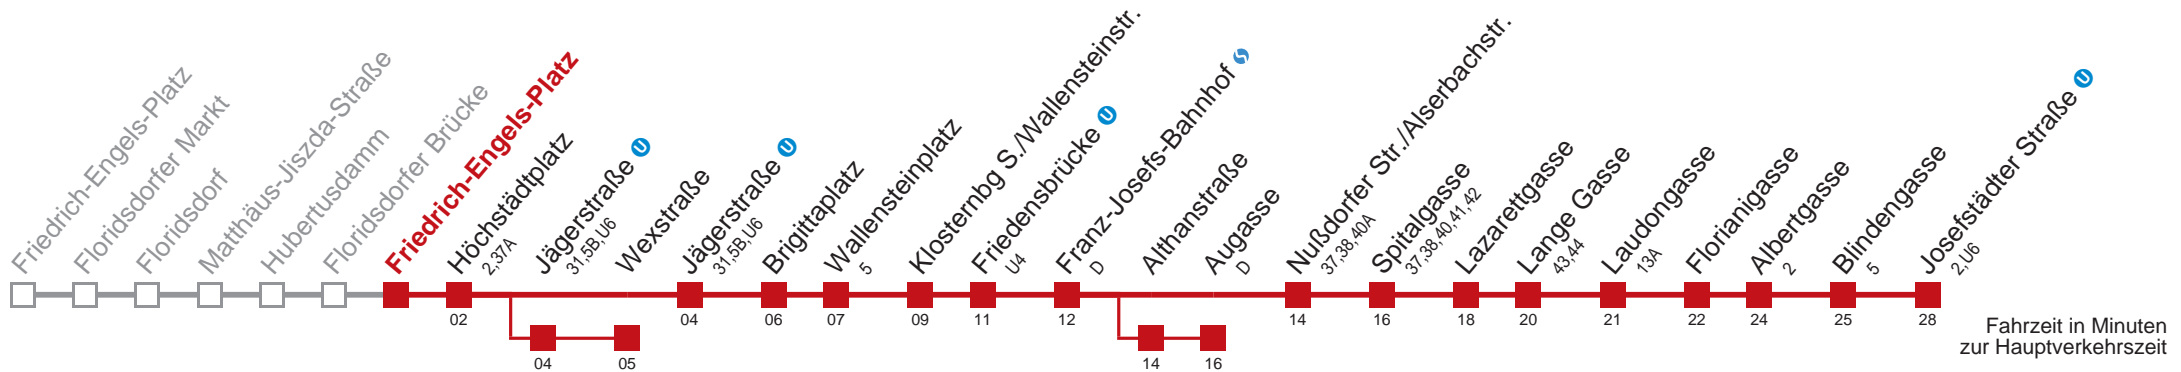 Friedrich-Engels-Platz
Floridsdorfer Markt
Floridsdorf
Matthäus-Jiszda-Straße
Hubertusdamm
Floridsdorfer Brücke
Friedrich-Engels-Platz
Höchstädtplatz
2,37A
02
Jägerstraße U
31,5B,U6
04
Wexstraße
05
Jägerstraße U
31,5B,U6
04
Brigittaplatz
06
Wallensteinplatz
5
07
Klosternbg S./Wallensteinstr.
09
Friedensbrücke U
U4
11
Franz-Josefs-Bahnhof S
D
12
Althanstraße
14
Augasse
D
16
Nußdorfer Str./Alserbachstr.
37,38,40A
14
Spitalgasse
37,38,40,41,42
16
Lazarettgasse
18
Lange Gasse
43,44
20
Laudongasse
13A
21
Florianigasse
22
Albertgasse
2
24
Blindengasse
5
25
Josefstädter Straße U
2,U6
28
Fahrzeit in Minuten
zur Hauptverkehrszeit